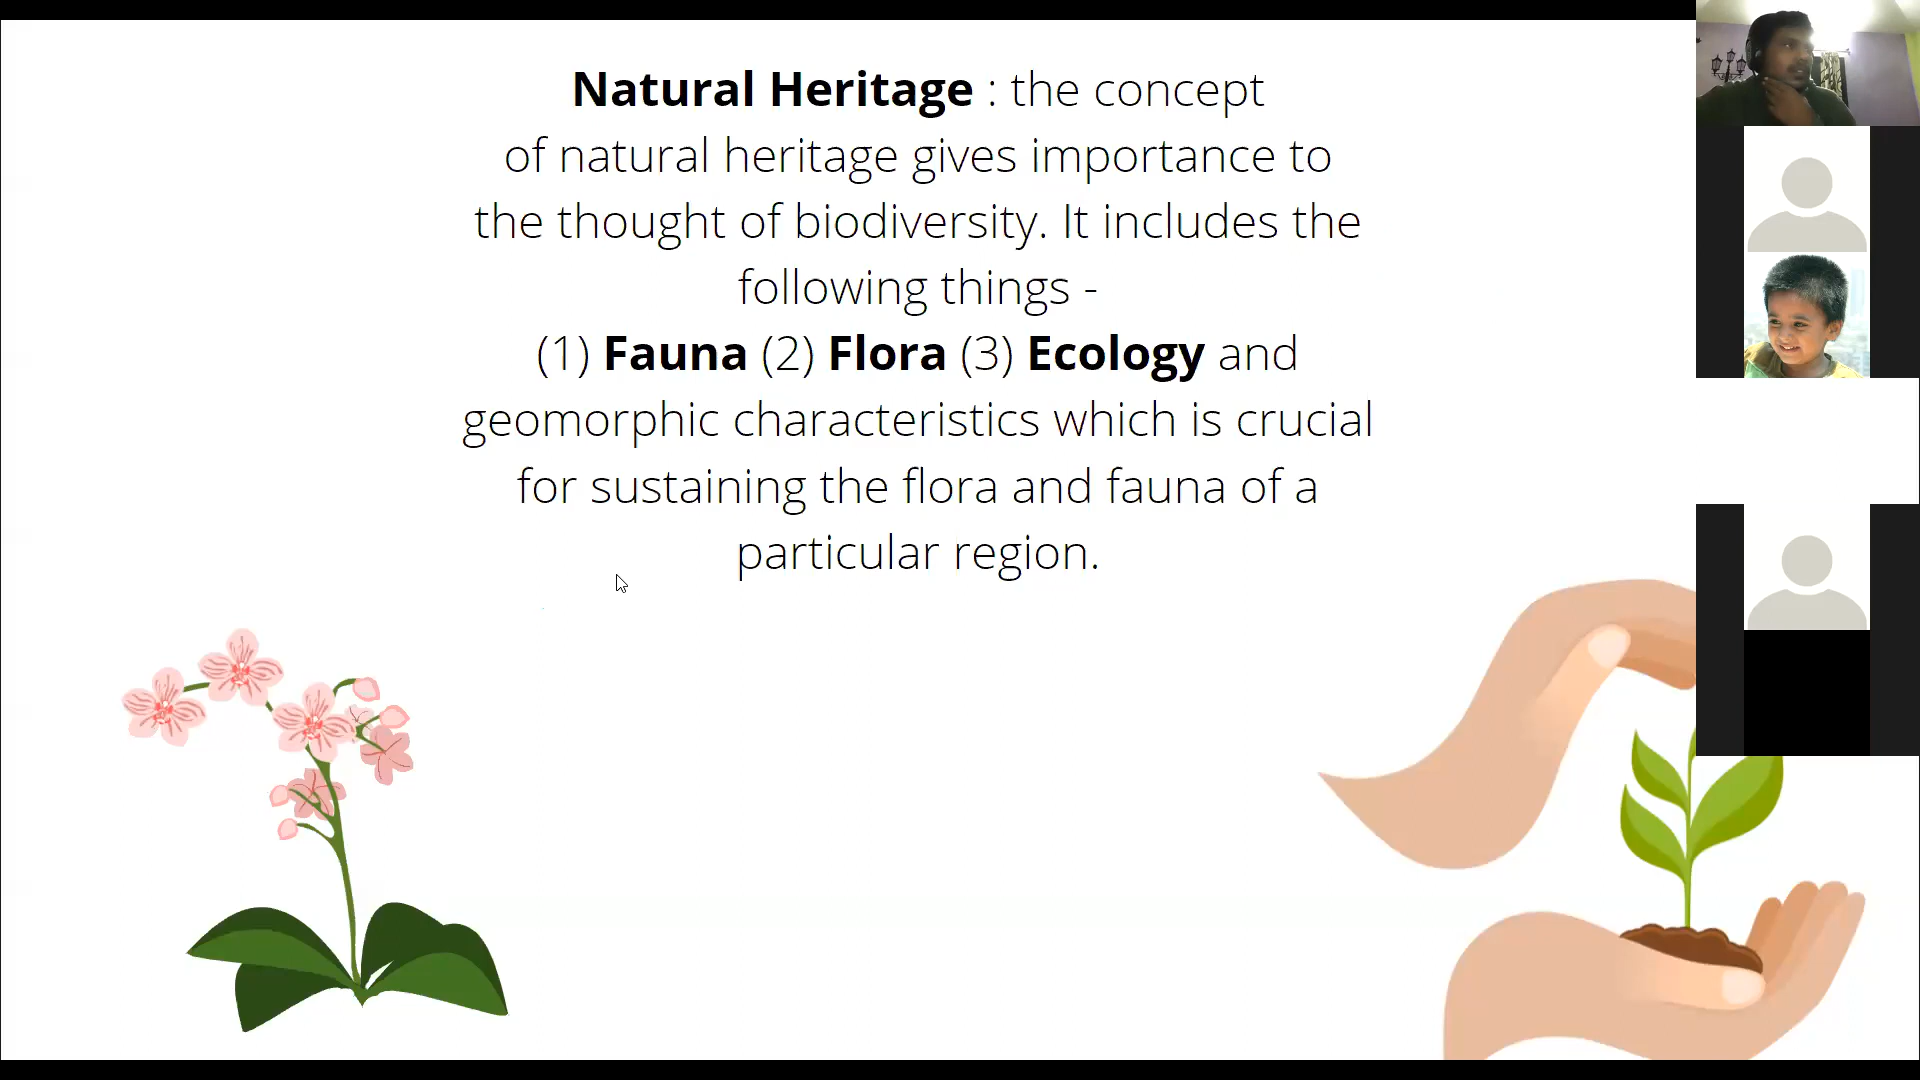 Natural Heritage : the concept
of natural heritage gives importance to
the thought of biodiversity. It includes the
following things -
(1) Fauna (2) Flora (3) Ecology and
geomorphic characteristics which is crucial
for sustaining the flora and fauna of a
particular region.